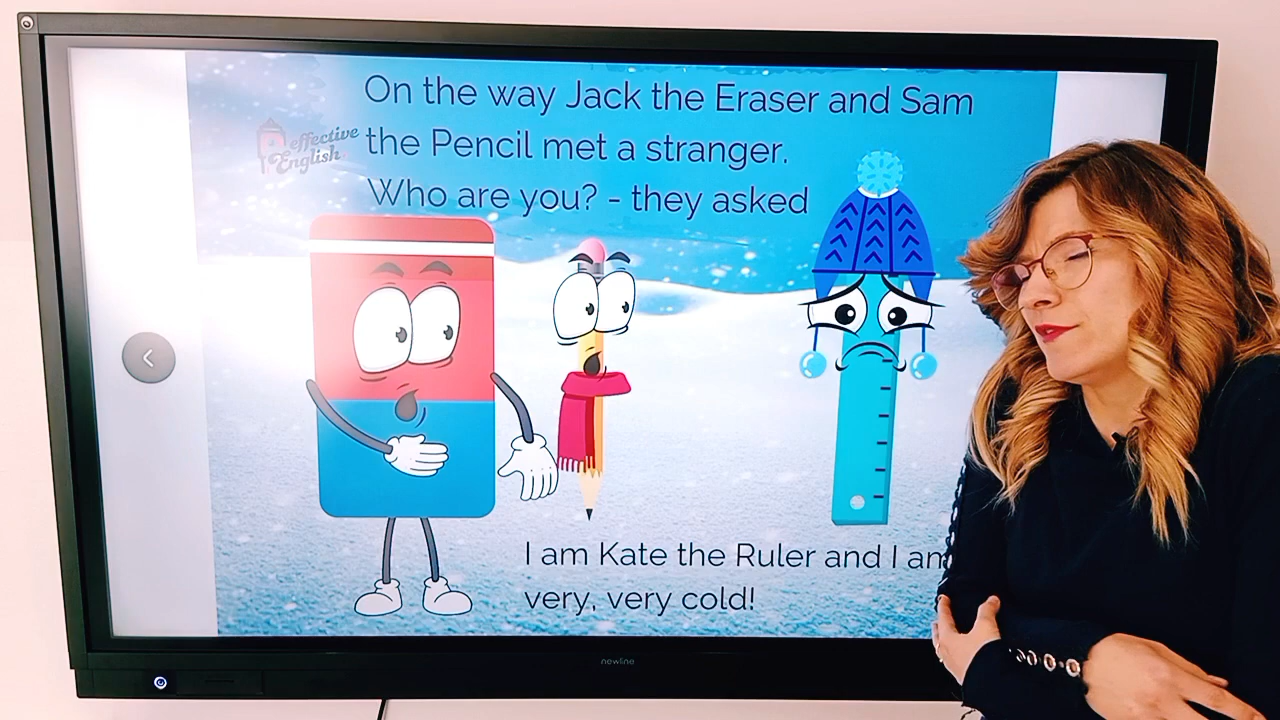 On the way Jack the Eraser and Sam
the Pencil met a stranger.
Who are you? - they asked
effective
English
I am Kate the Ruler and I am
very, very cold!
newline